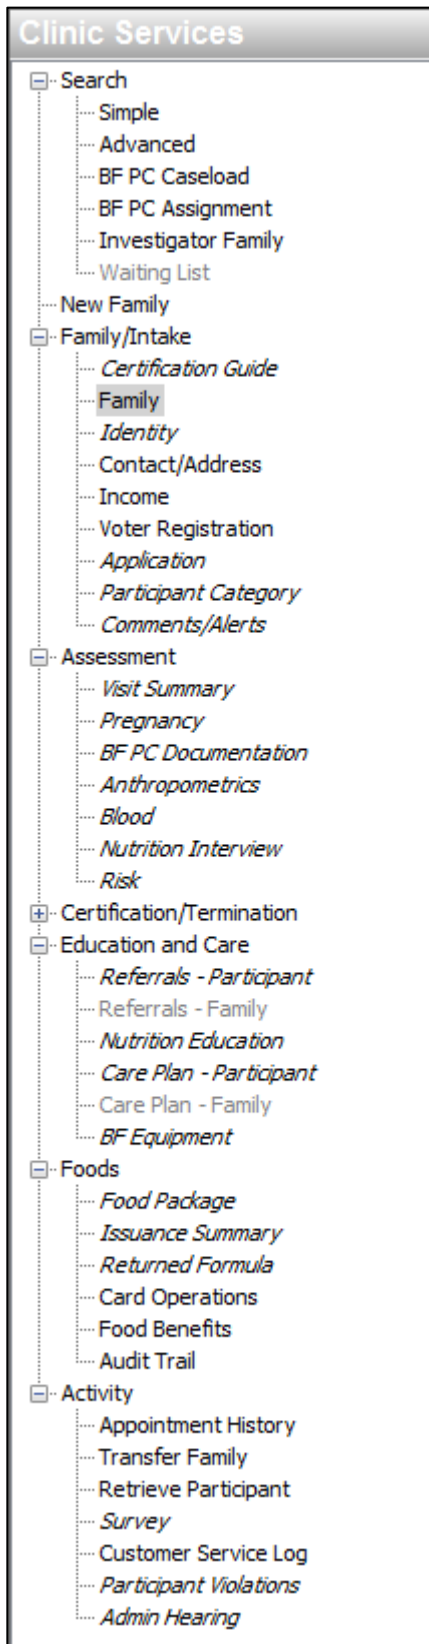 Clinic Services
Search
Simple
Advanced
BF PC Caseload
BF PC Assignment
Investigator Family
Waiting List
New Family
Family/Intake
Certification Guide
Family
Identity
Contact/Address
Income
Voter Registration
Application
Participant Category
Comments/Alerts
Assessment
Visit Summary
Pregnancy
BF PC Documentation
Anthropometrics
Blood
Nutrition Interview
Risk
Certification/Termination
Education and Care
Referrals - Participant
Referrals - Family
Nutrition Education
Care Plan - Participant
Care Plan - Family
BF Equipment
Foods
Food Package
Issuance Summary
Returned Formula
Card Operations
Food Benefits
Audit Trail
Activity
Appointment History
Transfer Family
Retrieve Participant
Survey
Customer Service Log
Participant Violations
Admin Hearing